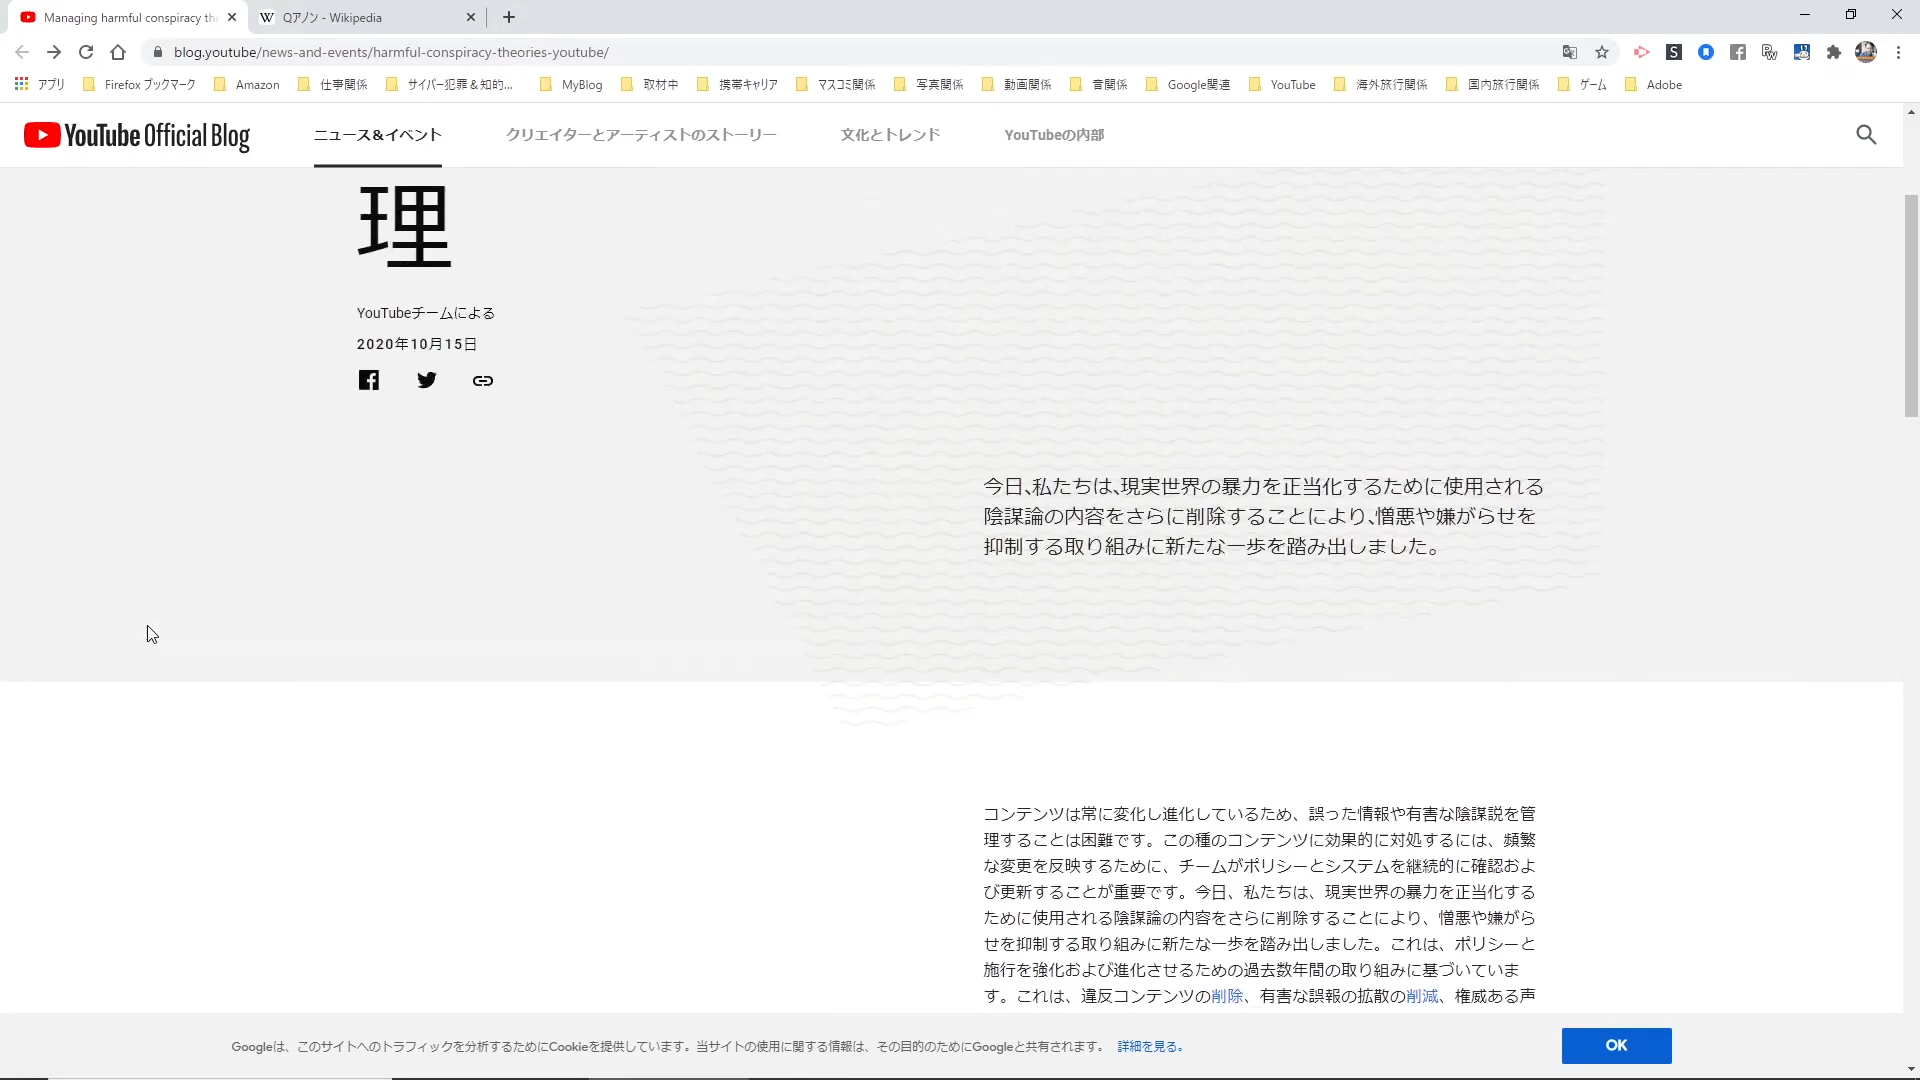 Managing harmful conspiracy the
Qアノン - Wikipedia
blog.youtube/news-and-events/harmful-conspiracy-theories-youtube/
アプリ Firefox ブックマーク Amazon 仕事関係 サイバー犯罪＆知的... MyBlog 取材中 携帯キャリア マスコミ関係 写真関係 動画関係 音関係 Google関連 YouTube 海外旅行関係 国内旅行関係 ゲーム Adobe
YouTube Official Blog ニュース＆イベント クリエイターとアーティストのストーリー 文化とトレンド YouTubeの内部
理
YouTubeチームによる
2020年10月15日
今日、私たちは、現実世界の暴力を正当化するために使用される
陰謀論の内容をさらに削除することにより、憎悪や嫌がらせを
抑制する取り組みに新たな一歩を踏み出しました。
コンテンツは常に変化し進化しているため、誤った情報や有害な陰謀説を管
理することは困難です。この種のコンテンツに効果的に対処するには、頻繁
な変更を反映するために、チームがポリシーとシステムを継続的に確認およ
び更新することが重要です。今日、私たちは、現実世界の暴力を正当化する
ために使用される陰謀論の内容をさらに削除することにより、憎悪や嫌がら
せを抑制する取り組みに新たな一歩を踏み出しました。これは、ポリシーと
施行を強化および進化させるための過去数年間の取り組みに基づいていま
す。これは、違反コンテンツの削除、有害な誤報の拡散の削減、権威ある声
Googleは、このサイトへのトラフィックを分析するためにCookieを提供しています。当サイトの使用に関する情報は、その目的のためにGoogleと共有されます。 詳細を見る。
OK